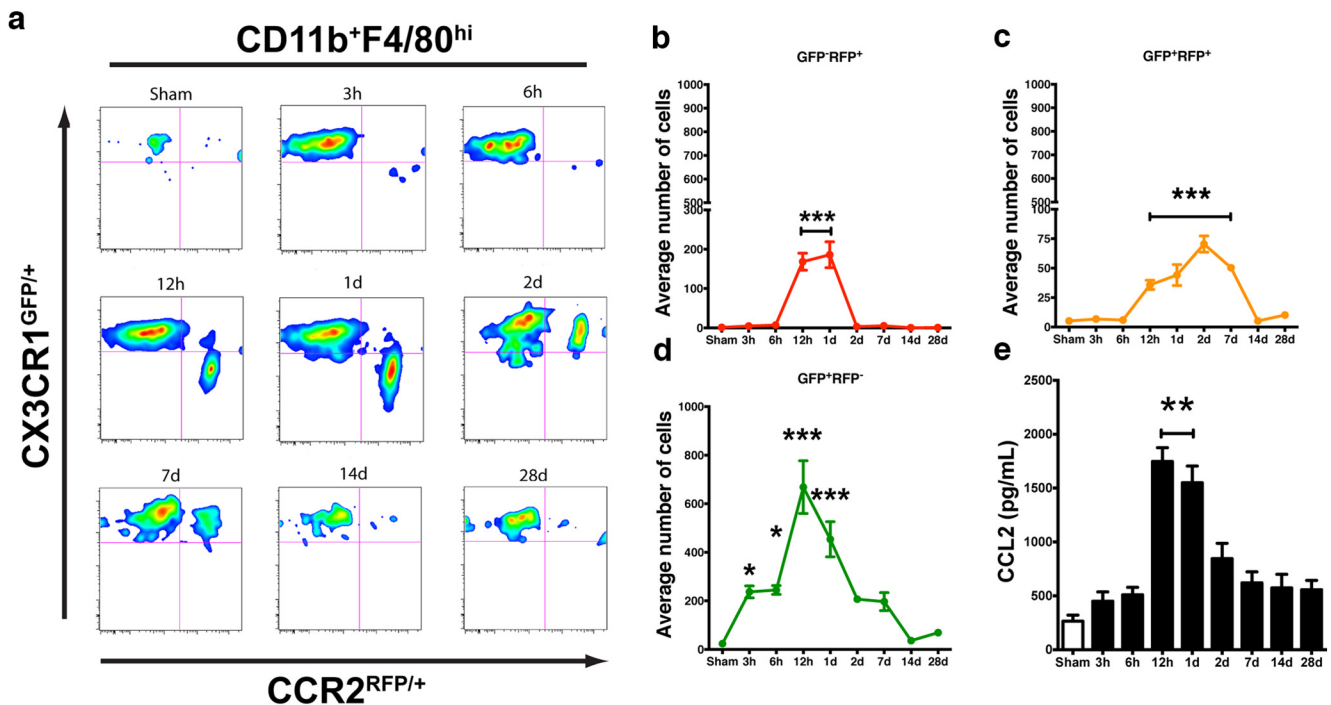 a
CD11b⁺F4/80ʰⁱ
Sham
3h
6h
12h
1d
2d
7d
14d
28d
CX3CR1ᴳᶠᴾ/⁺
CCR2ᴿᶠᴾ/⁺
b
GFP⁻RFP⁺
Average number of cells
1000
900
800
700
600
500
300
200
100
0
***
Sham 3h 6h 12h 1d 2d 7d 14d 28d
c
GFP⁺RFP⁺
Average number of cells
1000
900
800
700
600
500
100
75
50
25
0
***
Sham 3h 6h 12h 1d 2d 7d 14d 28d
d
GFP⁺RFP⁻
Average number of cells
1000
800
600
400
200
0
*
*
***
***
Sham 3h 6h 12h 1d 2d 7d 14d 28d
e
CCL2 (pg/mL)
2500
2000
1500
1000
500
0
**
Sham 3h 6h 12h 1d 2d 7d 14d 28d